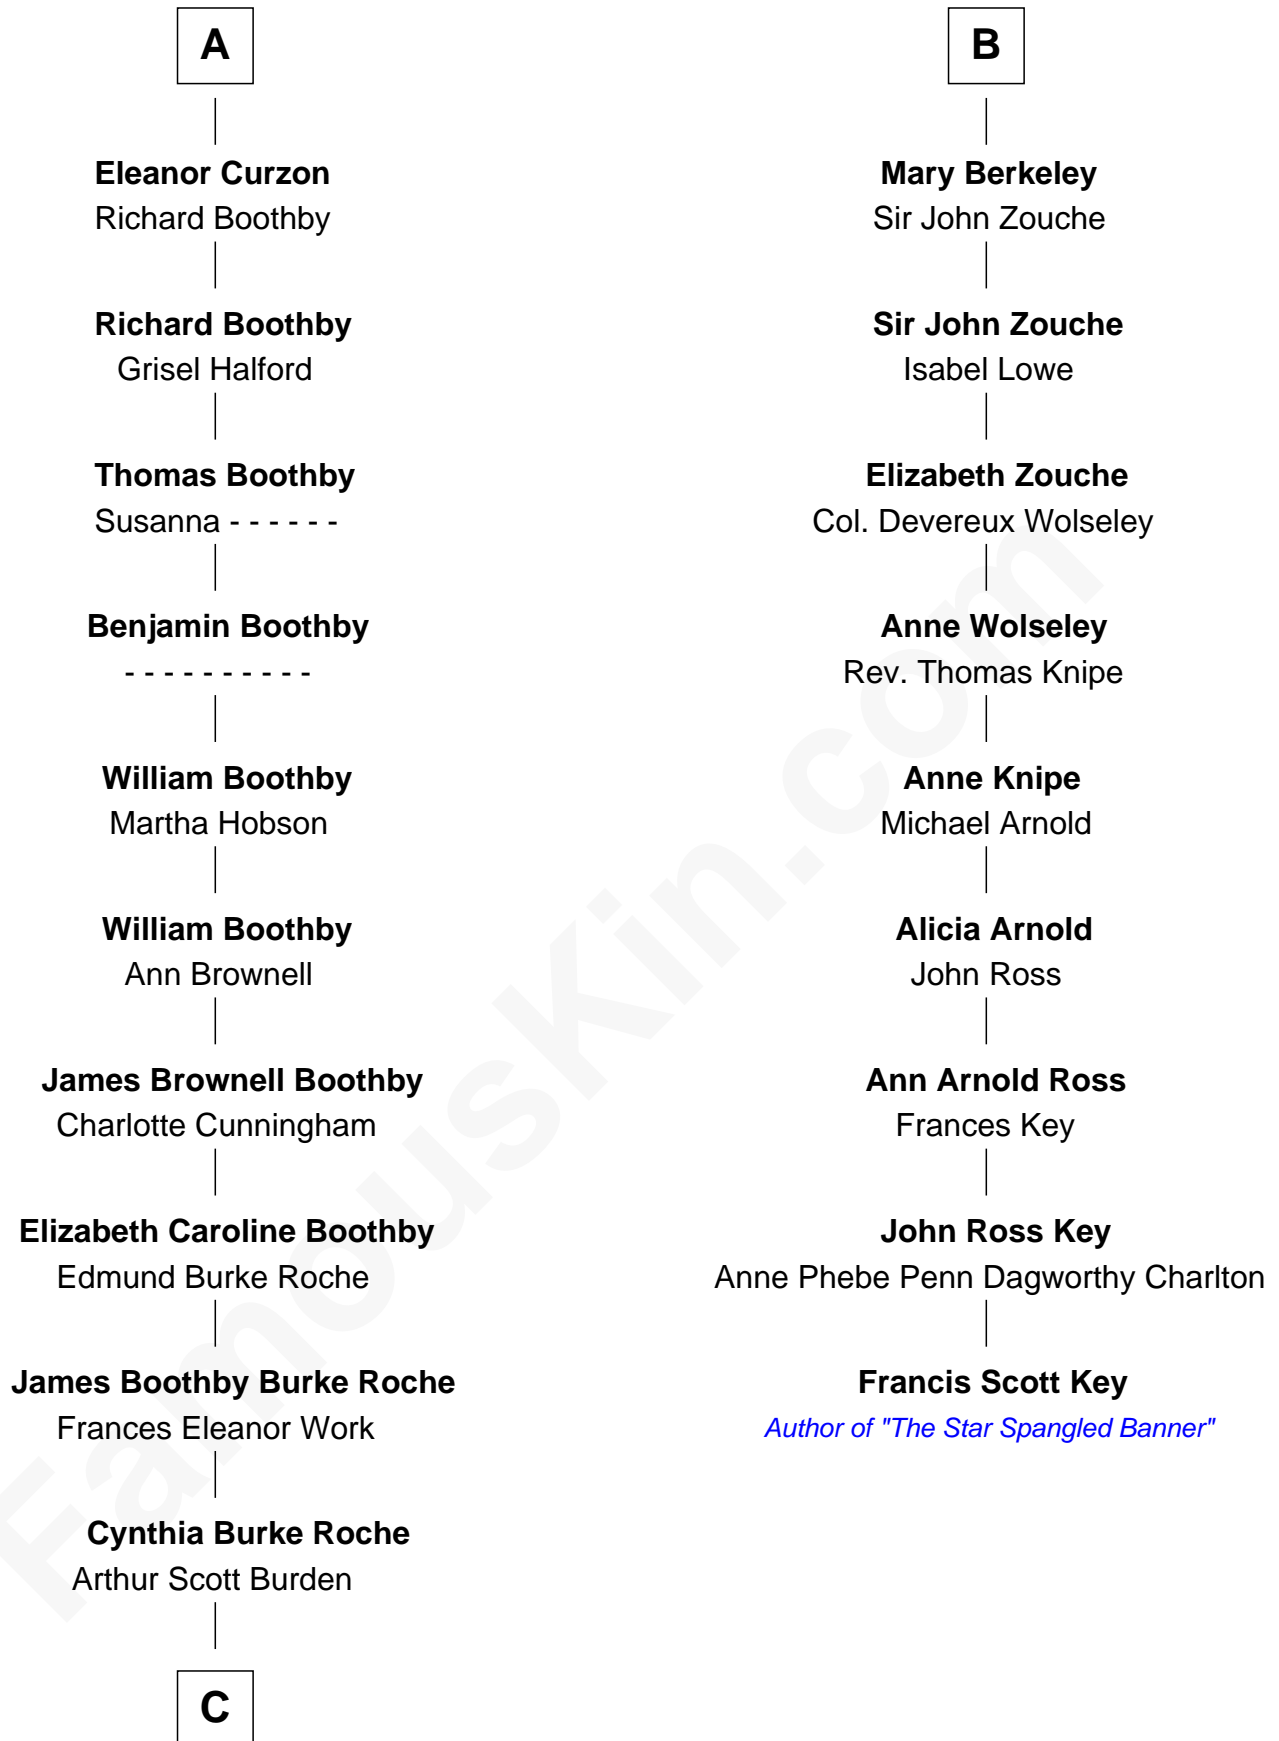 A
Eleanor Curzon
Richard Boothby
Richard Boothby
Grisel Halford
Thomas Boothby
Susanna - - - - - -
Benjamin Boothby
- - - - - - - - - -
William Boothby
Martha Hobson
William Boothby
Ann Brownell
James Brownell Boothby
Charlotte Cunningham
Elizabeth Caroline Boothby
Edmund Burke Roche
James Boothby Burke Roche
Frances Eleanor Work
Cynthia Burke Roche
Arthur Scott Burden
C
B
Mary Berkeley
Sir John Zouche
Sir John Zouche
Isabel Lowe
Elizabeth Zouche
Col. Devereux Wolseley
Anne Wolseley
Rev. Thomas Knipe
Anne Knipe
Michael Arnold
Alicia Arnold
John Ross
Ann Arnold Ross
Frances Key
John Ross Key
Anne Phebe Penn Dagworthy Charlton
Francis Scott Key
Author of "The Star Spangled Banner"
FamousKin.com